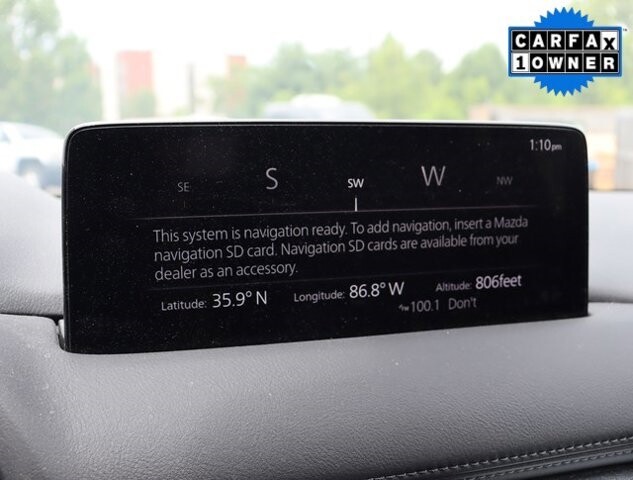 CARFAX
1 OWNER
1:10pm
SE S SW W NW
This system is navigation ready. To add navigation, insert a Mazda
navigation SD card. Navigation SD cards are available from your
dealer as an accessory.
Latitude: 35.9° N Longitude: 86.8° W Altitude: 806feet
FM 100.1 Don't